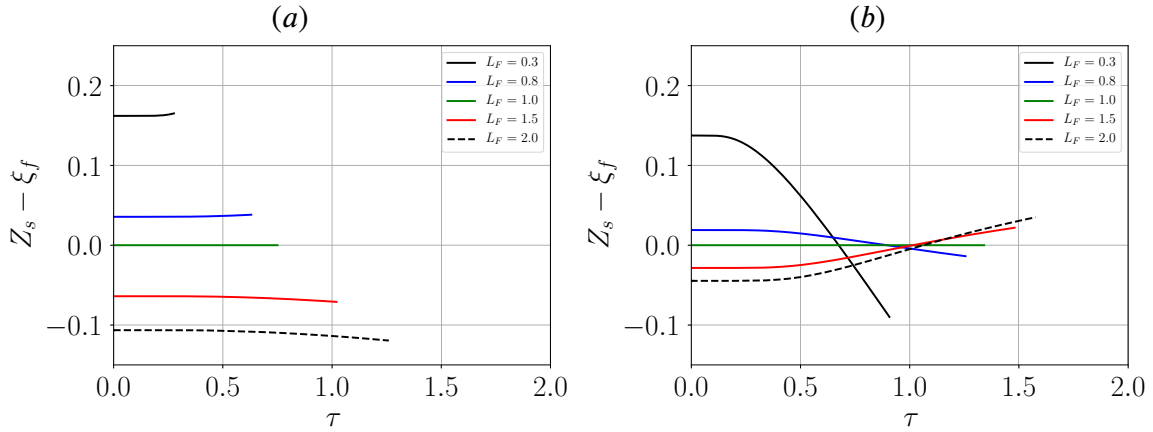 (a)
0.2
0.1
0.0
−0.1
Z_s − ξ_f
0.0 0.5 1.0 1.5 2.0
τ
L_F = 0.3
L_F = 0.8
L_F = 1.0
L_F = 1.5
L_F = 2.0
(b)
0.2
0.1
0.0
−0.1
Z_s − ξ_f
0.0 0.5 1.0 1.5 2.0
τ
L_F = 0.3
L_F = 0.8
L_F = 1.0
L_F = 1.5
L_F = 2.0